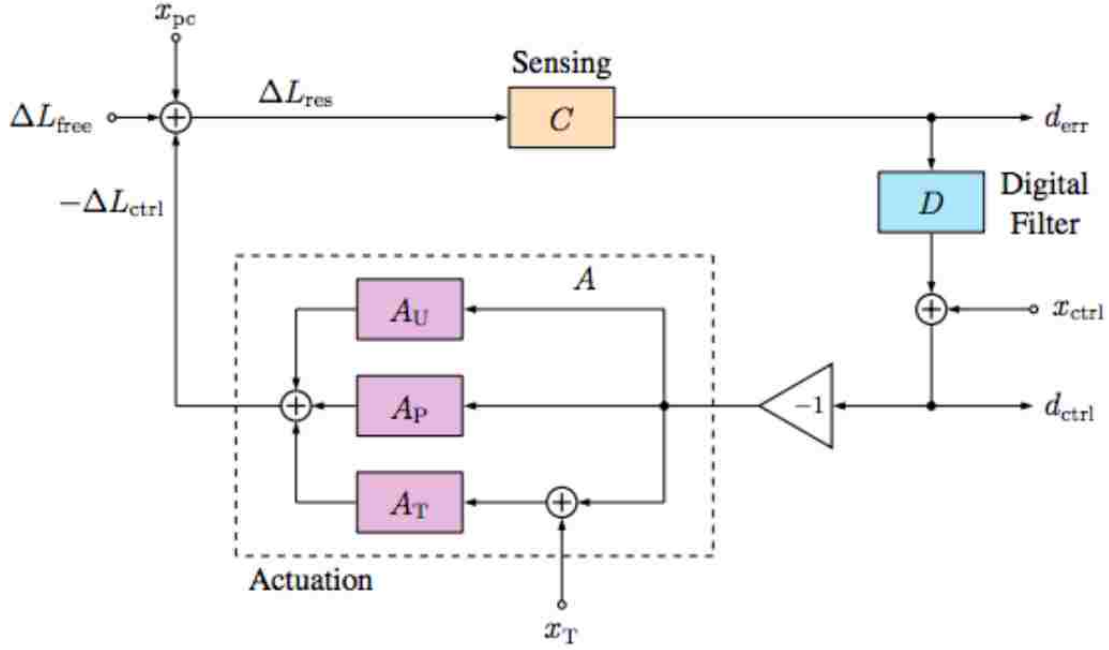 x_pc
Sensing
ΔL_res
ΔL_free
C
d_err
−ΔL_ctrl
D
Digital
Filter
A
A_U
x_ctrl
A_P
−1
d_ctrl
A_T
Actuation
x_T